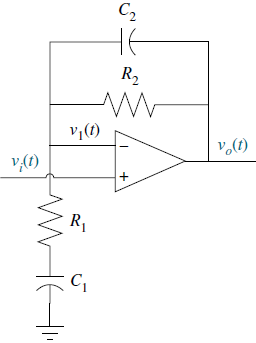 C₂
R₂
v₁(t)
−
vₒ(t)
vᵢ(t)
+
R₁
C₁